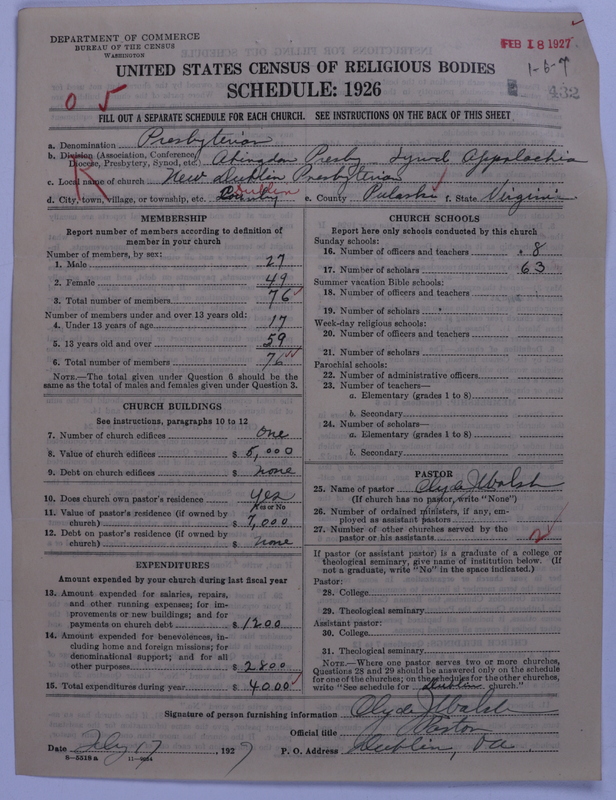 DEPARTMENT OF COMMERCE
BUREAU OF THE CENSUS
WASHINGTON
FEB 18 1927
1-6-7
432
UNITED STATES CENSUS OF RELIGIOUS BODIES
SCHEDULE: 1926
0 5
FILL OUT A SEPARATE SCHEDULE FOR EACH CHURCH. SEE INSTRUCTIONS ON THE BACK OF THIS SHEET
a. Denomination Presbyterian
b. Division (Association, Conference, Diocese, Presbytery, Synod, etc.) Abingdon Presby Synod Appalachia
c. Local name of church New Dublin Presbyterian
d. City, town, village, or township, etc. Country Dublin e. County Pulaski f. State Virginia
MEMBERSHIP
Report number of members according to definition of
member in your church
Number of members, by sex:
1. Male 27
2. Female 49
3. Total number of members 76
Number of members under and over 13 years old:
4. Under 13 years of age 17
5. 13 years old and over 59
6. Total number of members 76
NOTE.—The total given under Question 6 should be the
same as the total of males and females given under Question 3.
CHURCH BUILDINGS
See instructions, paragraphs 10 to 12
7. Number of church edifices one
8. Value of church edifices $ 5,000
9. Debt on church edifices $ none
10. Does church own pastor's residence Yes
Yes or No
11. Value of pastor's residence (if owned by
church) $ 7,000
12. Debt on pastor's residence (if owned by
church) $ none
EXPENDITURES
Amount expended by your church during last fiscal year
13. Amount expended for salaries, repairs,
and other running expenses; for im-
provements or new buildings; and for
payments on church debt $ 1200
14. Amount expended for benevolences, in-
cluding home and foreign missions; for
denominational support; and for all
other purposes $ 2800
15. Total expenditures during year $ 4000
CHURCH SCHOOLS
Report here only schools conducted by this church
Sunday schools:
16. Number of officers and teachers 8
17. Number of scholars 63
Summer vacation Bible schools:
18. Number of officers and teachers
19. Number of scholars
Week-day religious schools:
20. Number of officers and teachers
21. Number of scholars
Parochial schools:
22. Number of administrative officers
23. Number of teachers—
a. Elementary (grades 1 to 8)
b. Secondary
24. Number of scholars—
a. Elementary (grades 1 to 8)
b. Secondary
PASTOR
25. Name of pastor Clyde J Walsh
(If church has no pastor, write "None")
26. Number of ordained ministers, if any, em-
ployed as assistant pastors
27. Number of other churches served by the
pastor or his assistants 2
If pastor (or assistant pastor) is a graduate of a college or
theological seminary, give name of institution below. (If
not a graduate, write "No" in the space indicated.)
Pastor:
28. College
29. Theological seminary
Assistant pastor:
30. College
31. Theological seminary
NOTE.—Where one pastor serves two or more churches,
Questions 28 and 29 should be answered only on the schedule
for one of the churches; on the schedules for the other churches,
write "See schedule for Dublin church."
Signature of person furnishing information Clyde J Walsh
Official title Pastor
Date July 17, 1927 P. O. Address Dublin, Va
8-5518 a 11-9024